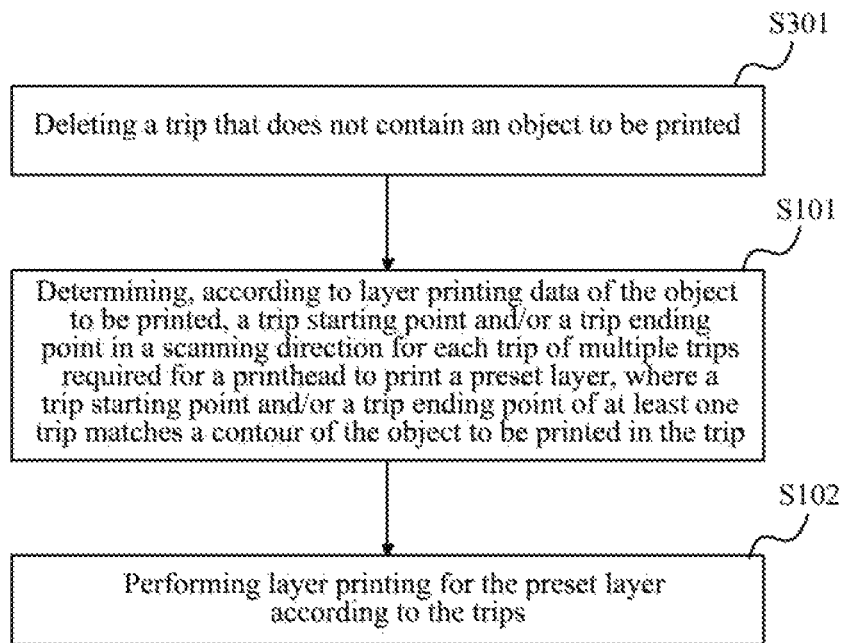 S301
Deleting a trip that does not contain an object to be printed
S101
Determining, according to layer printing data of the object
to be printed, a trip starting point and/or a trip ending
point in a scanning direction for each trip of multiple trips
required for a printhead to print a preset layer, where a
trip starting point and/or a trip ending point of at least one
trip matches a contour of the object to be printed in the trip
S102
Performing layer printing for the preset layer
according to the trips